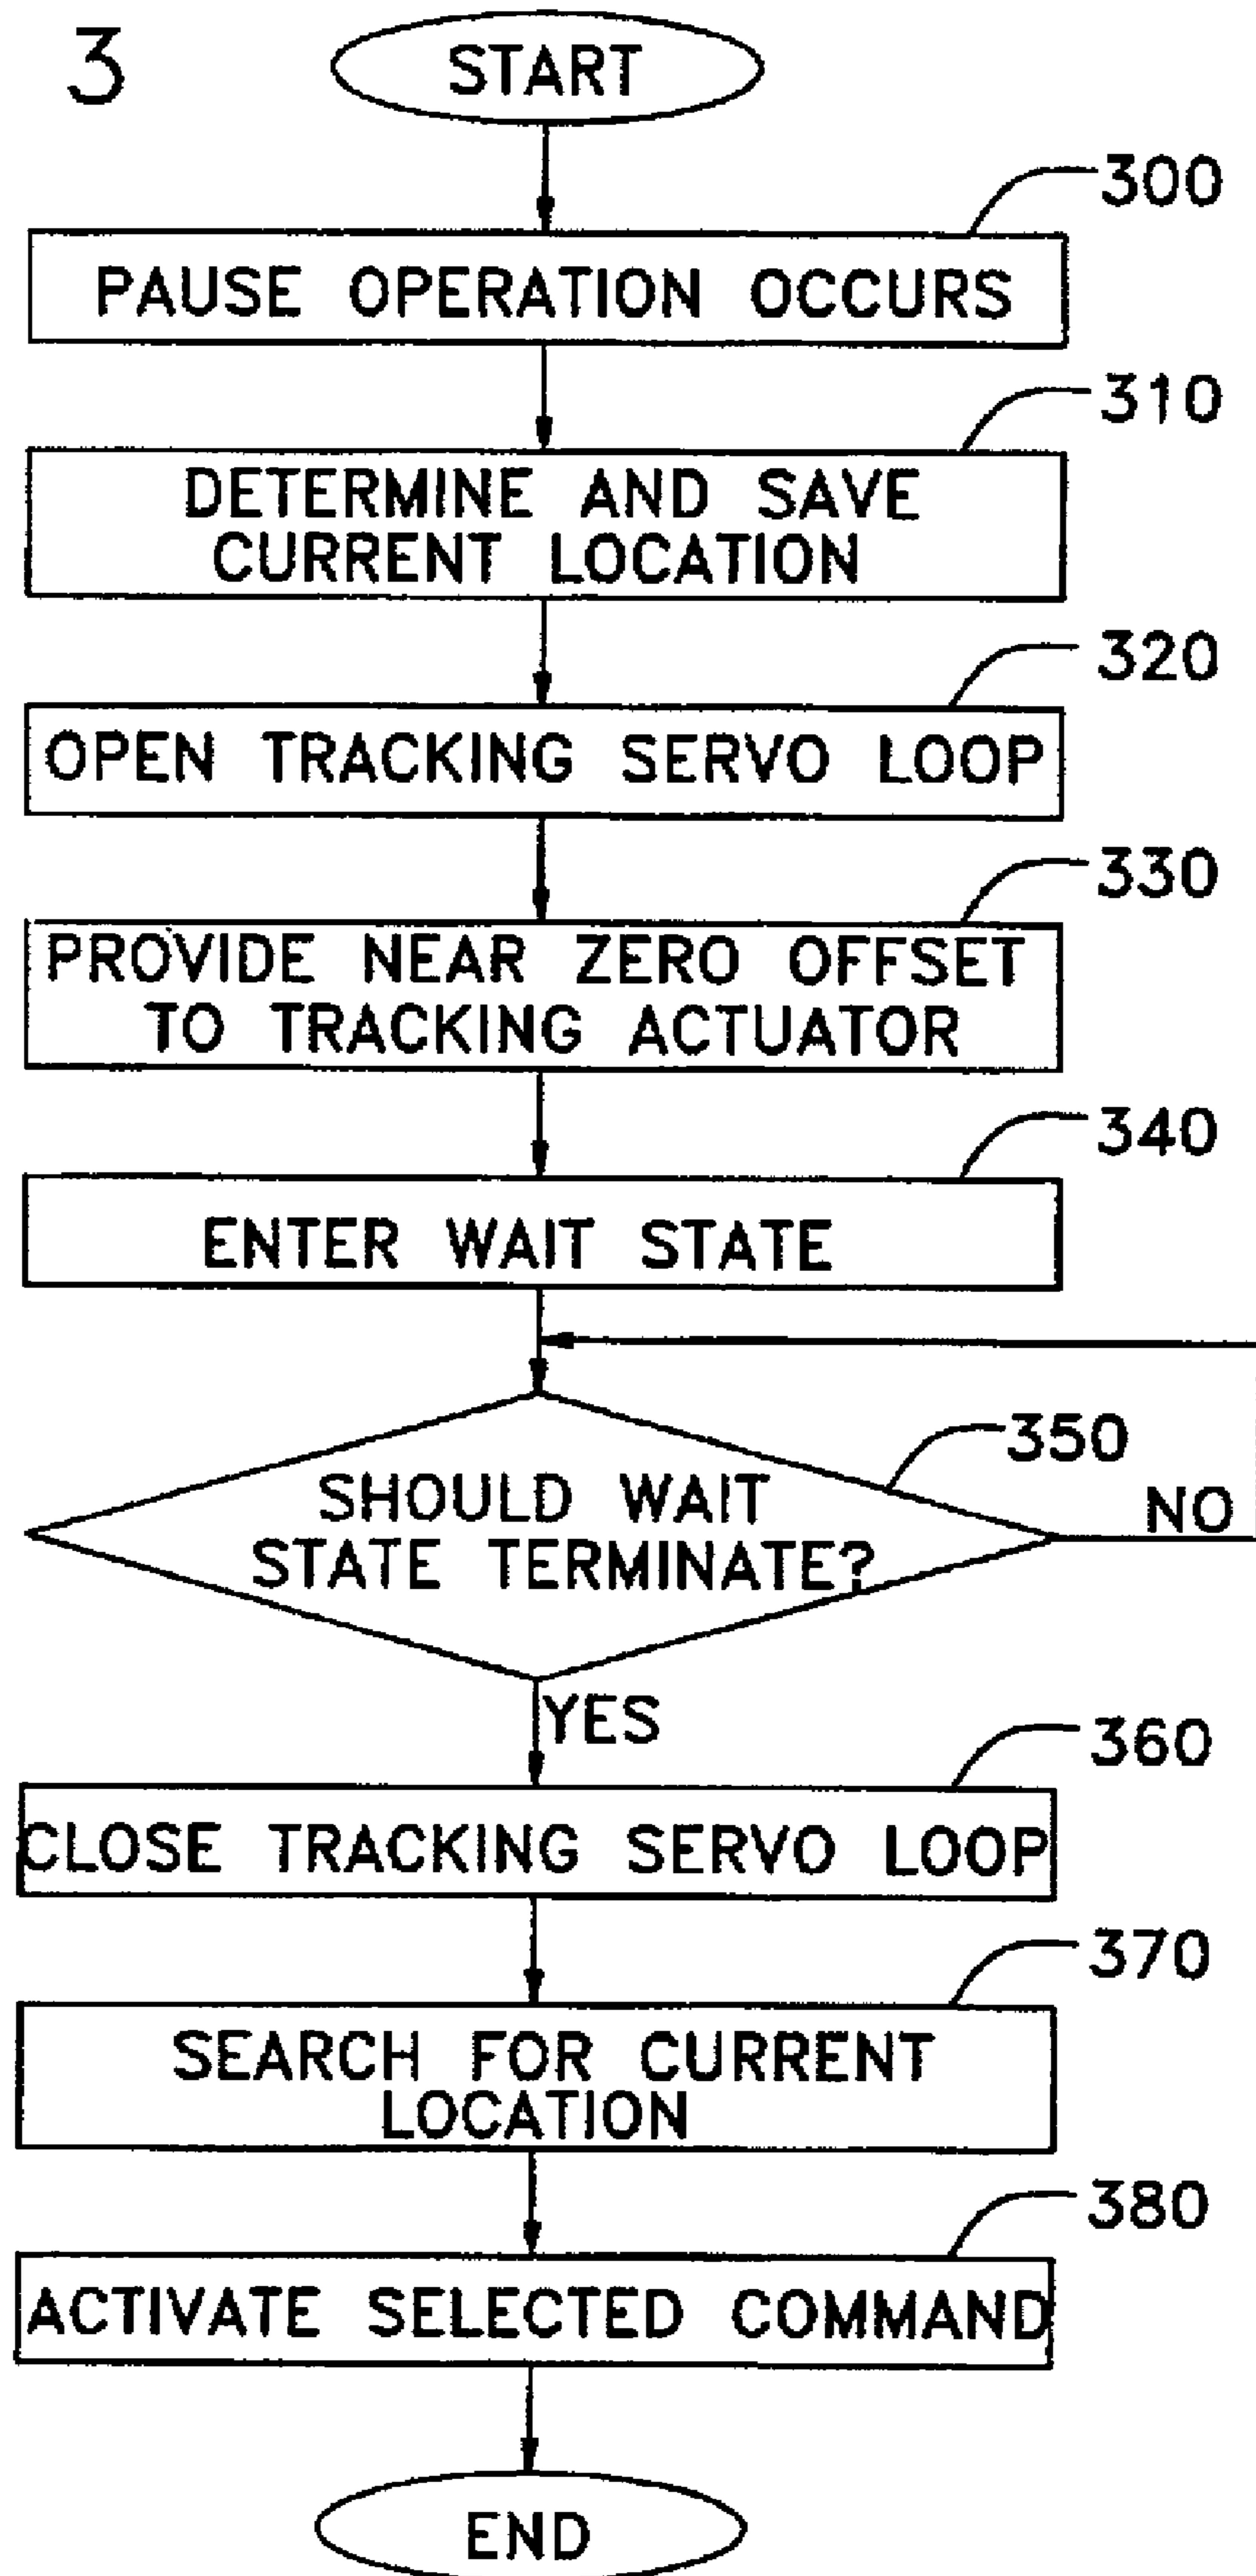 3
START
300
PAUSE OPERATION OCCURS
310
DETERMINE AND SAVE
CURRENT LOCATION
320
OPEN TRACKING SERVO LOOP
330
PROVIDE NEAR ZERO OFFSET
TO TRACKING ACTUATOR
340
ENTER WAIT STATE
350
SHOULD WAIT
STATE TERMINATE?
NO
YES
360
CLOSE TRACKING SERVO LOOP
370
SEARCH FOR CURRENT
LOCATION
380
ACTIVATE SELECTED COMMAND
END